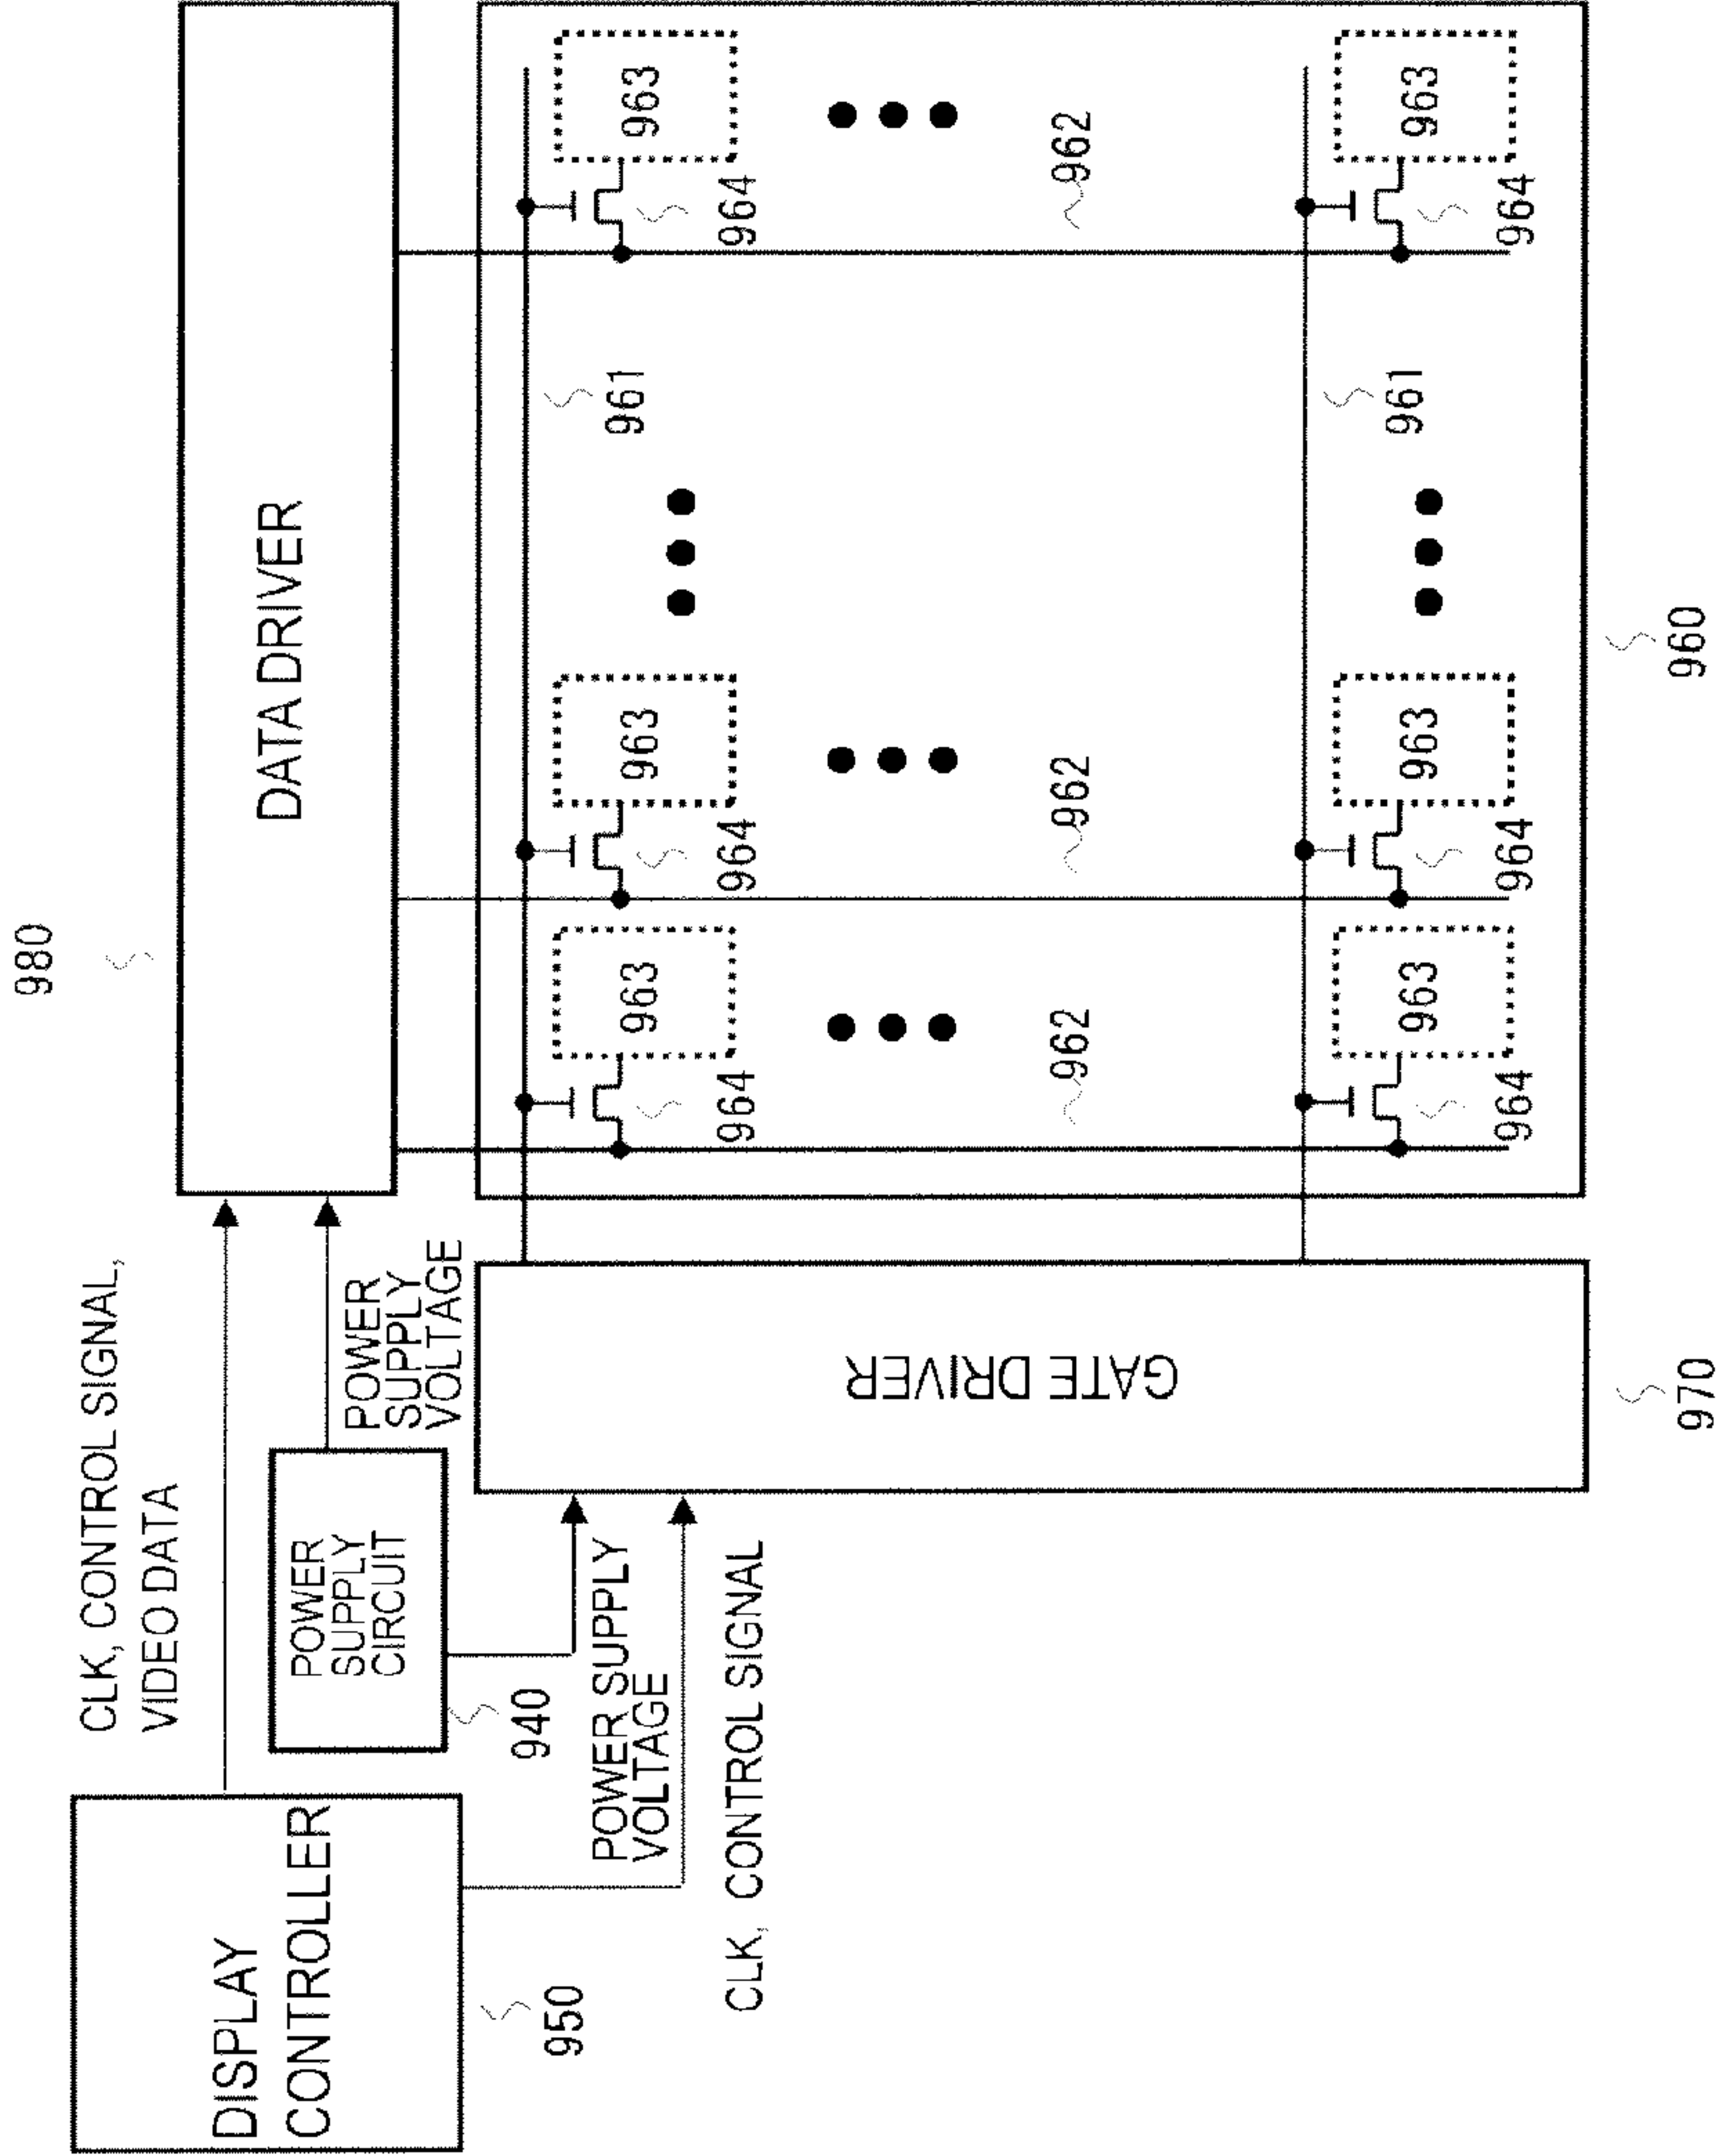 980
CLK, CONTROL SIGNAL,
VIDEO DATA
DISPLAY
CONTROLLER
950
POWER
SUPPLY
CIRCUIT
940
POWER
SUPPLY
VOLTAGE
DATA DRIVER
POWER SUPPLY
VOLTAGE
CLK, CONTROL SIGNAL
GATE DRIVER
970
961
963
963
963
964
964
964
962
962
962
961
963
963
963
964
964
964
960